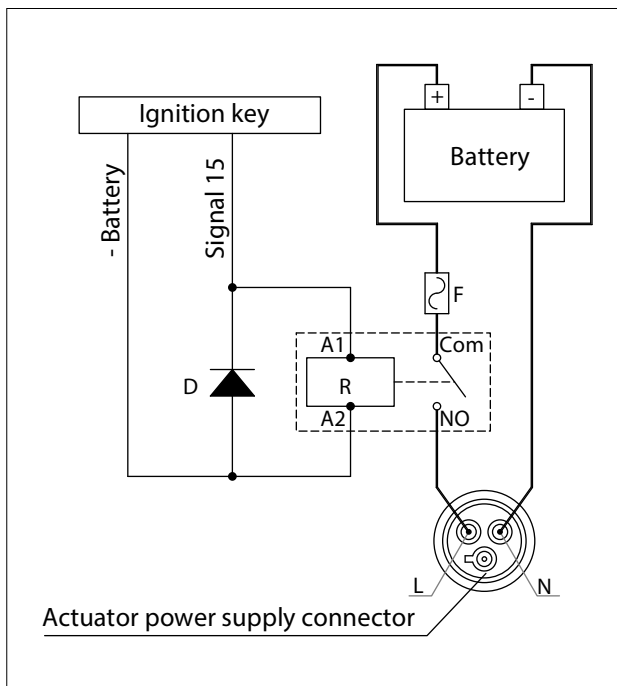 Ignition key
+
-
Battery
- Battery
Signal 15
F
A1
Com
D
R
A2
NO
L
N
Actuator power supply connector